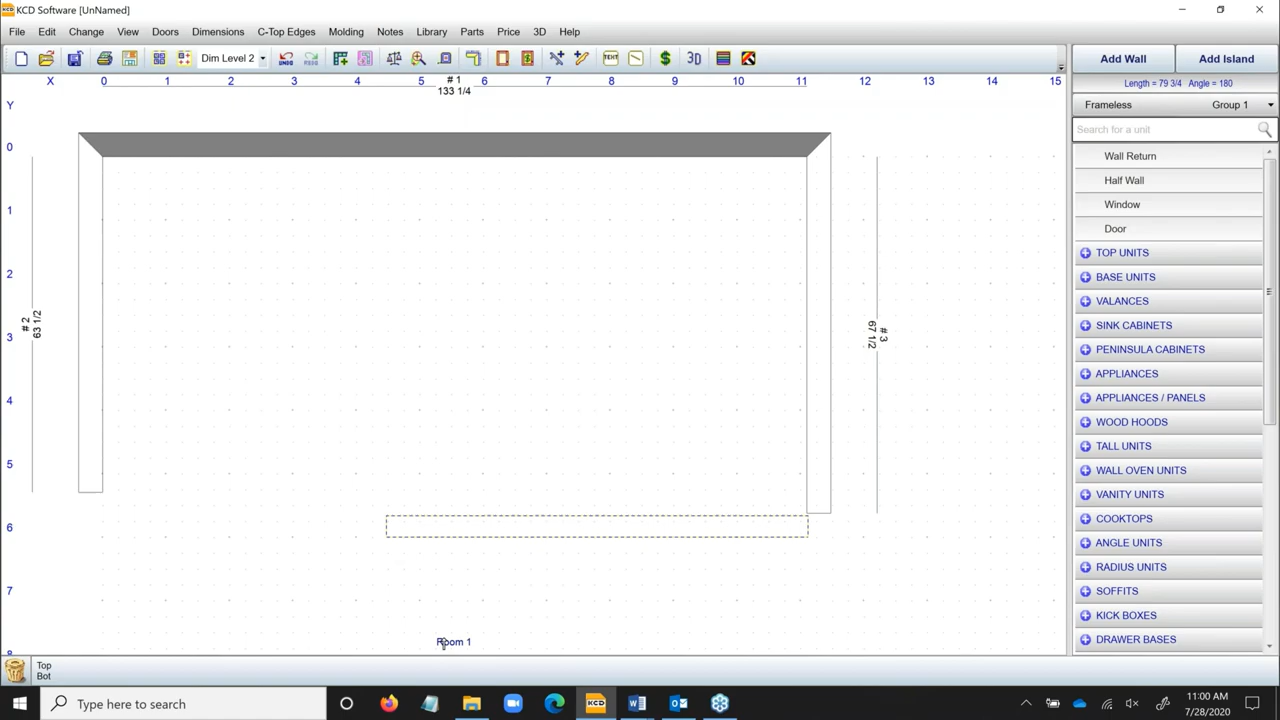 KCD Software [UnNamed]
File Edit Change View Doors Dimensions C-Top Edges Molding Notes Library Parts Price 3D Help
Dim Level 2 TEXT $ 3D
Add Wall Add Island
X 0 1 2 3 4 5 6 7 8 9 10 11 12 13 14 15
# 1
133 1/4
Length = 79 3/4 Angle = 180
Y
Frameless Group 1
Search for a unit
0
1
2
3
4
5
6
7
8
# 2
63 1/2
# 3
67 1/2
Room 1
Wall Return
Half Wall
Window
Door
TOP UNITS
BASE UNITS
VALANCES
SINK CABINETS
PENINSULA CABINETS
APPLIANCES
APPLIANCES / PANELS
WOOD HOODS
TALL UNITS
WALL OVEN UNITS
VANITY UNITS
COOKTOPS
ANGLE UNITS
RADIUS UNITS
SOFFITS
KICK BOXES
DRAWER BASES
Top
Bot
Type here to search
KCD
11:00 AM
7/28/2020